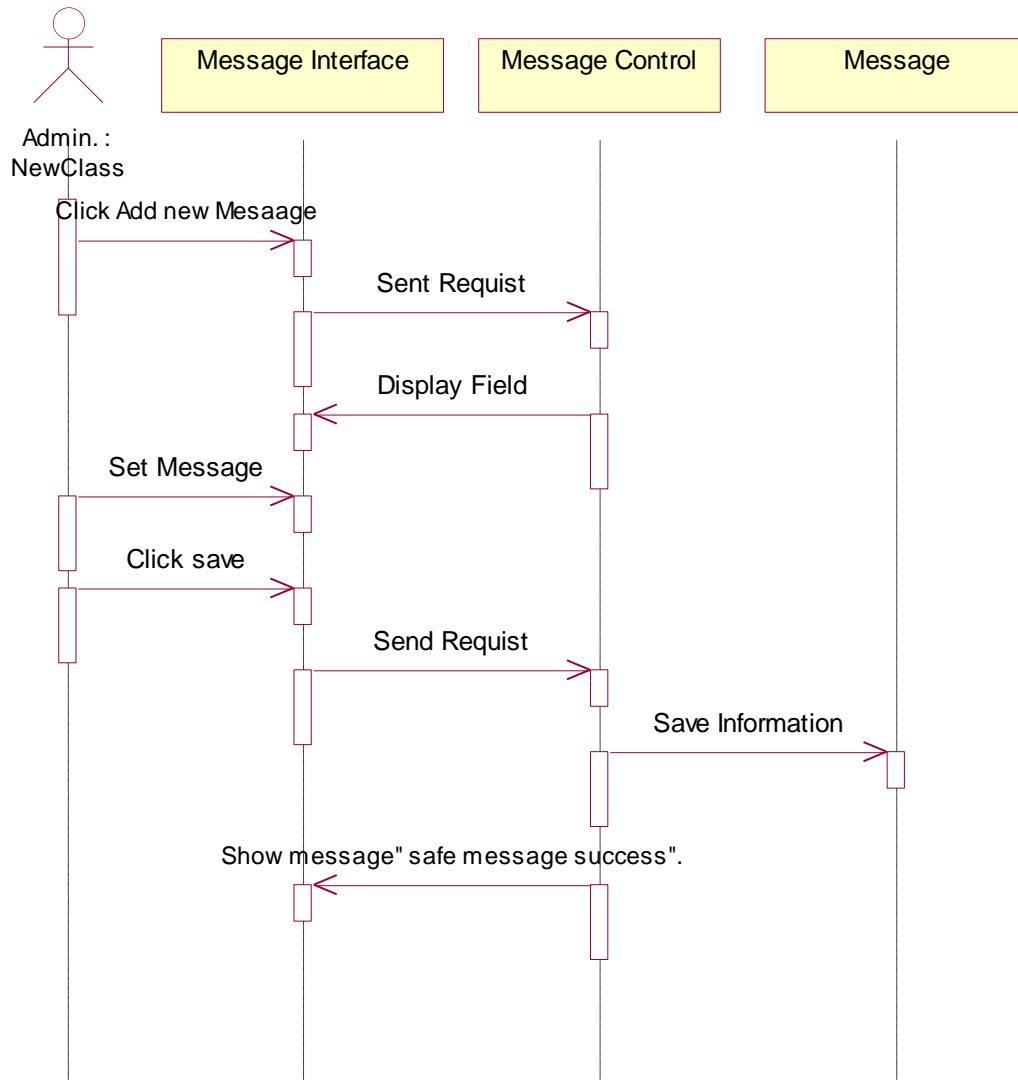 Message Interface
Message Control
Message
Admin. :
NewClass
Click Add new Mesaage
Sent Requist
Display Field
Set Message
Click save
Send Requist
Save Information
Show message" safe message success".